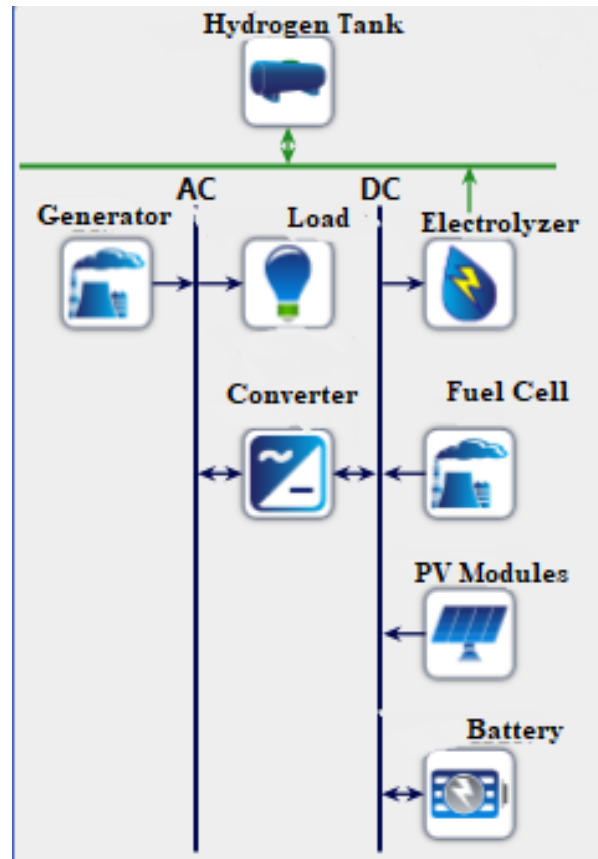 Hydrogen Tank
AC
DC
Generator
Load
Electrolyzer
Converter
Fuel Cell
PV Modules
Battery